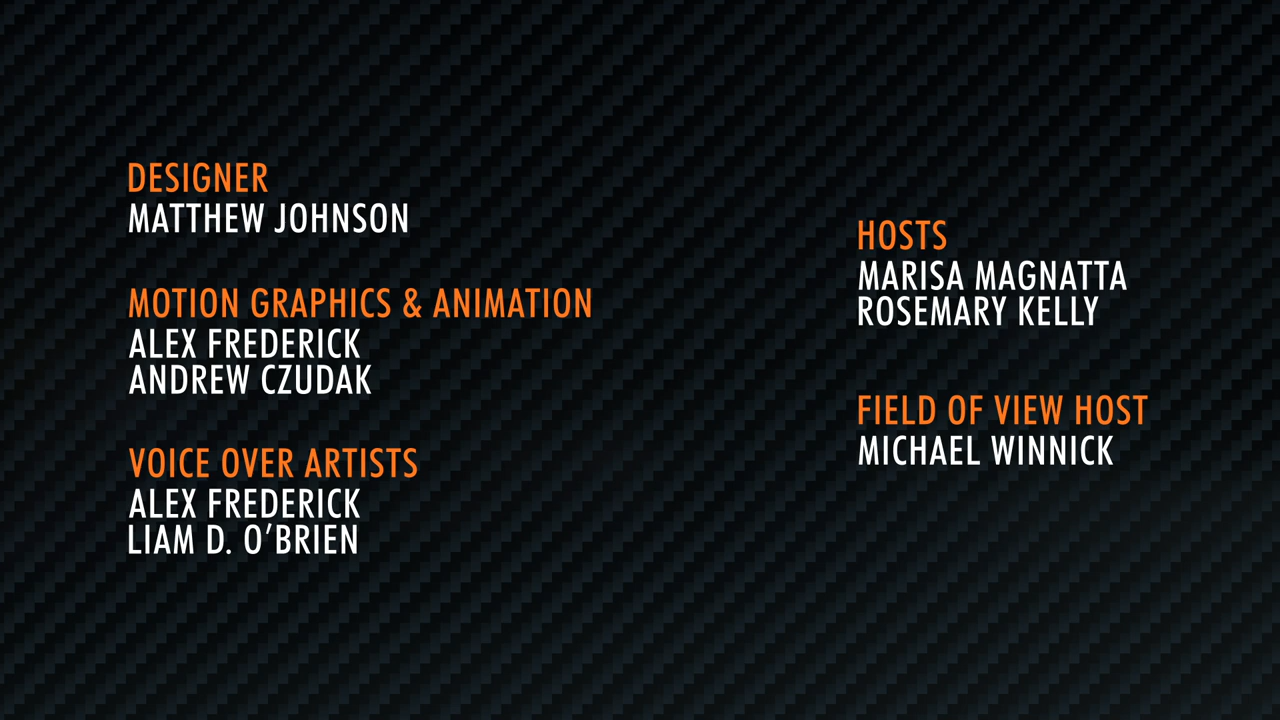 DESIGNER
MATTHEW JOHNSON
MOTION GRAPHICS & ANIMATION
ALEX FREDERICK
ANDREW CZUDAK
VOICE OVER ARTISTS
ALEX FREDERICK
LIAM D. O’BRIEN
HOSTS
MARISA MAGNATTA
ROSEMARY KELLY
FIELD OF VIEW HOST
MICHAEL WINNICK